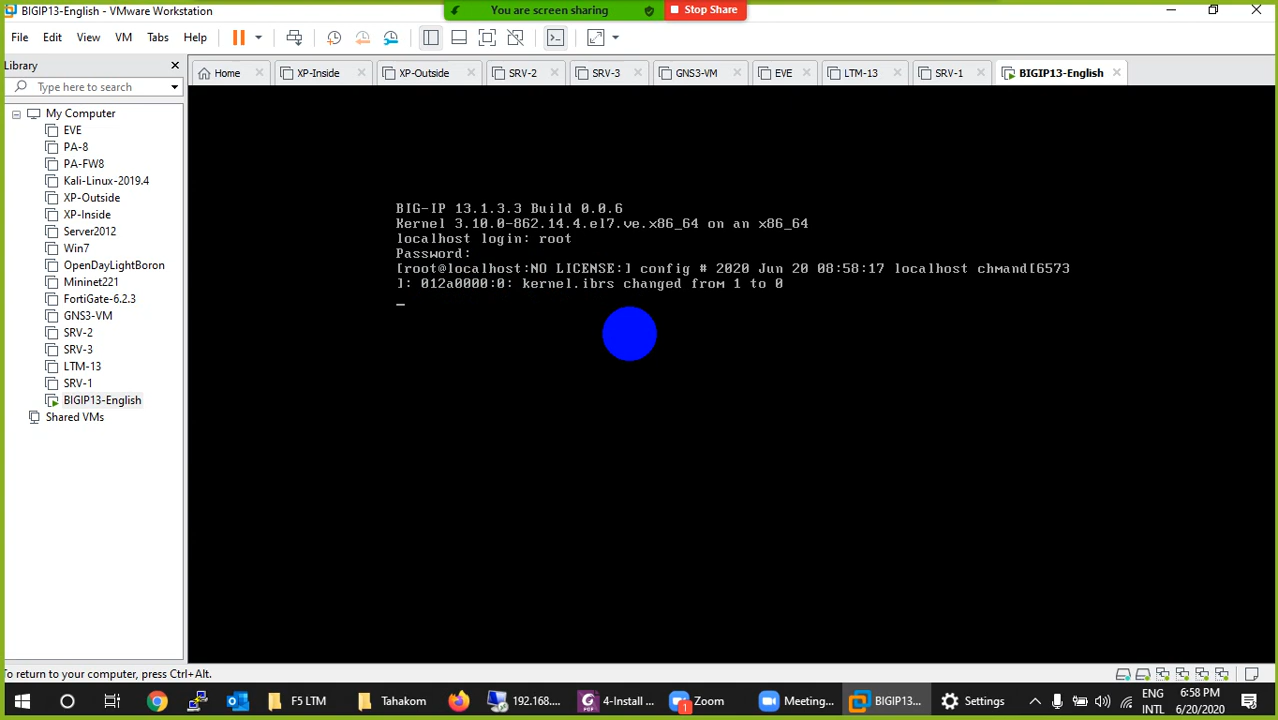 You are screen sharing
Stop Share
BIGIP13-English - VMware Workstation
File Edit View VM Tabs Help
Library
Home XP-Inside XP-Outside SRV-2 SRV-3 GNS3-VM EVE LTM-13 SRV-1 BIGIP13-English
Type here to search
My Computer
EVE
PA-8
PA-FW8
Kali-Linux-2019.4
XP-Outside
XP-Inside
Server2012
Win7
OpenDayLightBoron
Mininet221
FortiGate-6.2.3
GNS3-VM
SRV-2
SRV-3
LTM-13
SRV-1
BIGIP13-English
Shared VMs
BIG-IP 13.1.3.3 Build 0.0.6
Kernel 3.10.0-862.14.4.el7.ve.x86_64 on an x86_64
localhost login: root
Password:
[root@localhost:NO LICENSE:] config # 2020 Jun 20 08:58:17 localhost chmand[6573
]: 012a0000:0: kernel.ibrs changed from 1 to 0
To return to your computer, press Ctrl+Alt.
F5 LTM Tahakom 192.168.... 4-Install ... Zoom Meeting... BIGIP13-... Settings
1
ENG
INTL
6:58 PM
6/20/2020